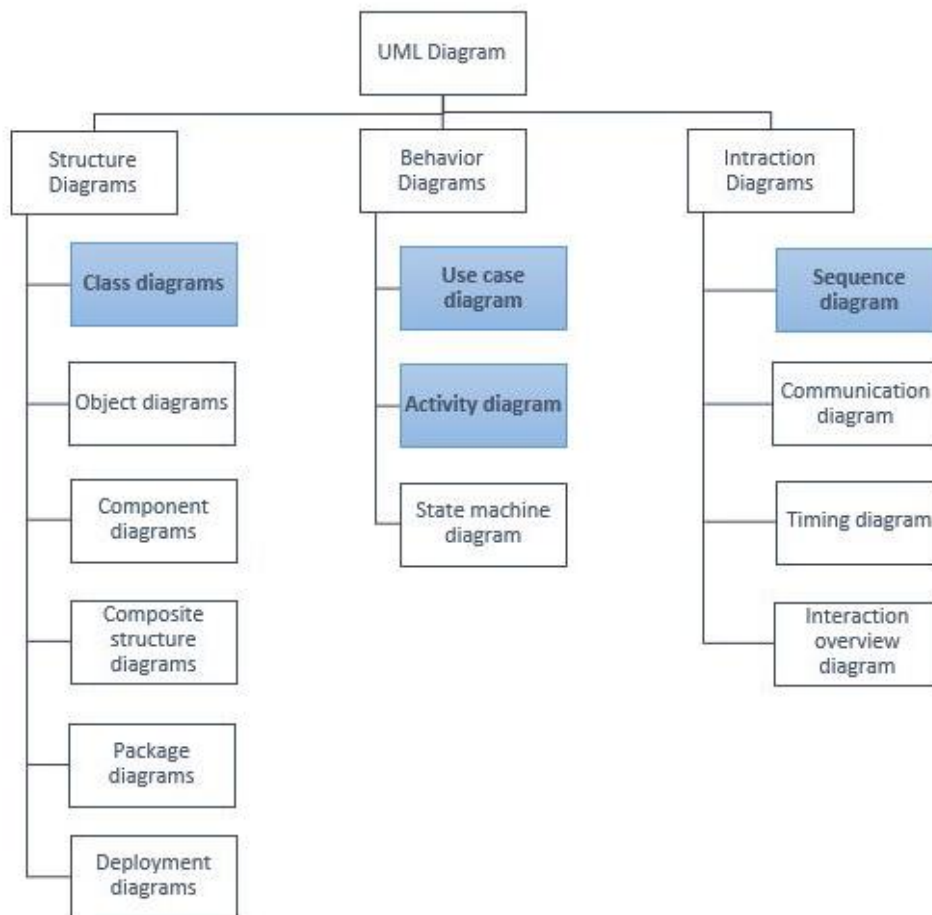 UML Diagram
Structure
Diagrams
Behavior
Diagrams
Intraction
Diagrams
Class diagrams
Use case
diagram
Sequence
diagram
Object diagrams
Activity diagram
Communication
diagram
Component
diagrams
State machine
diagram
Timing diagram
Composite
structure
diagrams
Interaction
overview
diagram
Package
diagrams
Deployment
diagrams